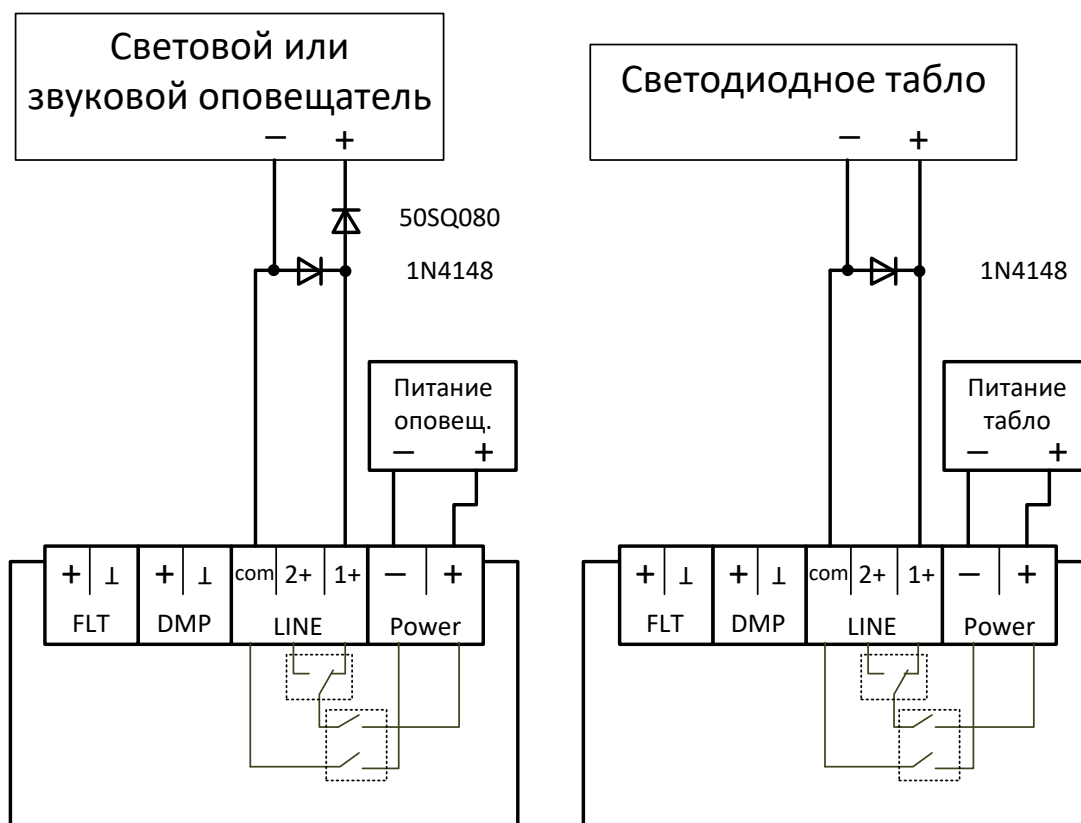 Световой или
звуковой оповещатель
— +
50SQ080
1N4148
Питание
оповещ.
— +
+ ⊥ + ⊥ com 2+ 1+ — +
FLT DMP LINE Power
Светодиодное табло
— +
1N4148
Питание
табло
— +
+ ⊥ + ⊥ com 2+ 1+ — +
FLT DMP LINE Power